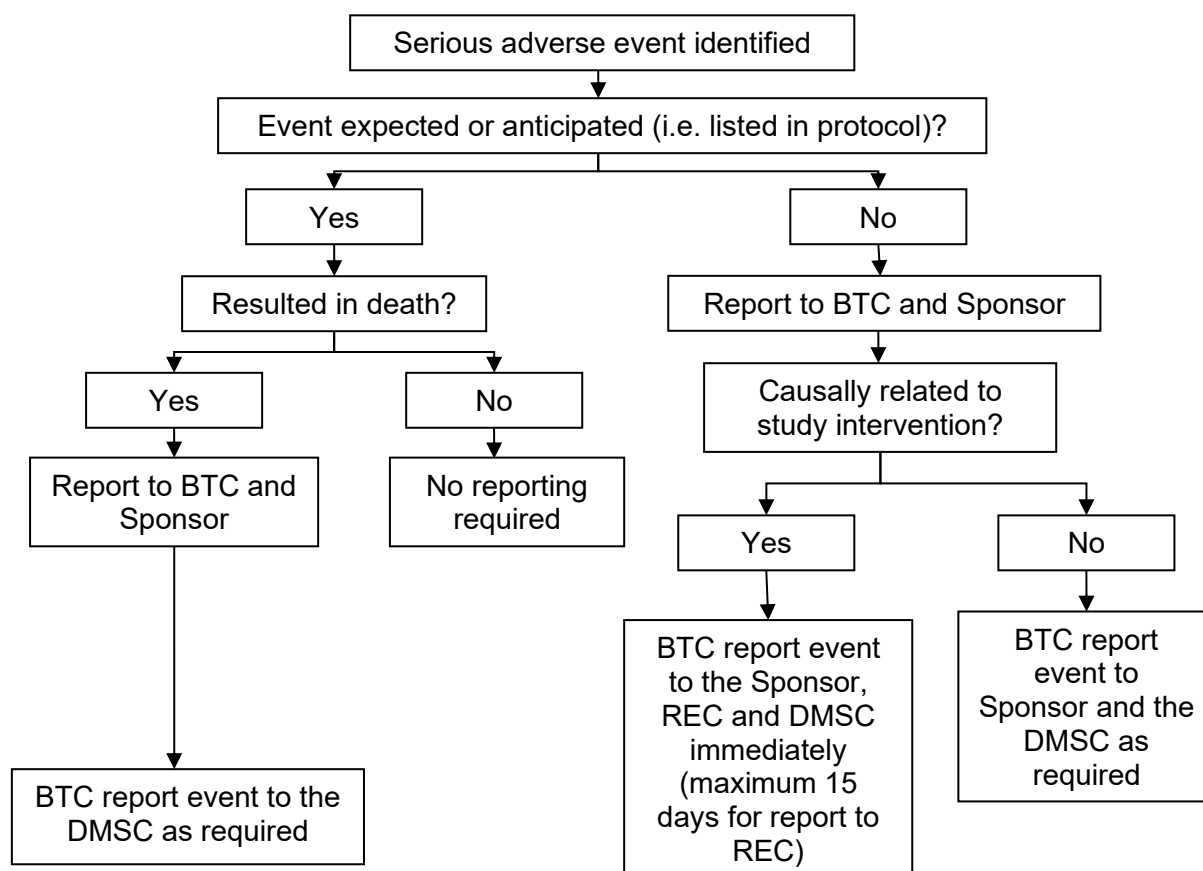 Serious adverse event identified
Event expected or anticipated (i.e. listed in protocol)?
Yes
No
Resulted in death?
Report to BTC and Sponsor
Yes
No
Causally related to
study intervention?
Report to BTC and
Sponsor
No reporting
required
Yes
No
BTC report event
to the Sponsor,
REC and DMSC
immediately
(maximum 15
days for report to
REC)
BTC report
event to
Sponsor and the
DMSC as
required
BTC report event to the
DMSC as required